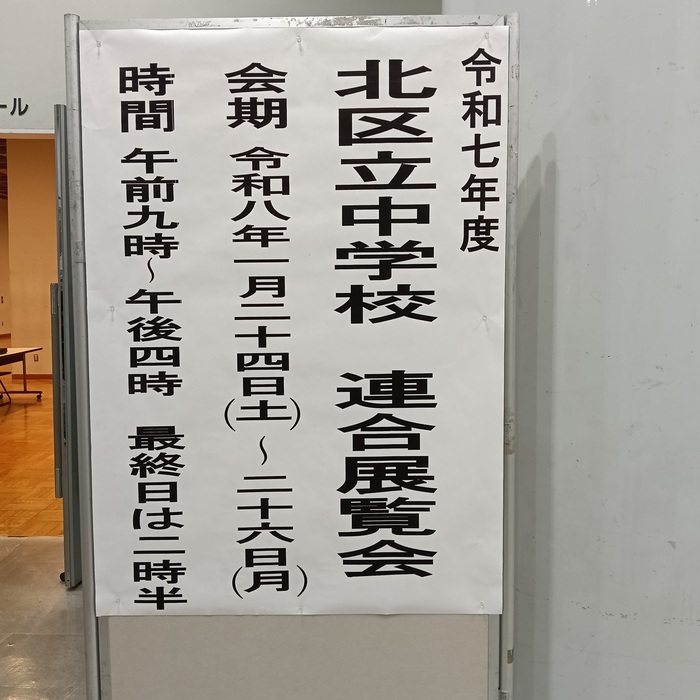 令和七年度
北区立中学校 連合展覧会
会期 令和八年一月二十四日(土)~二十六日(月)
時間 午前九時~午後四時 最終日は二時半
ール